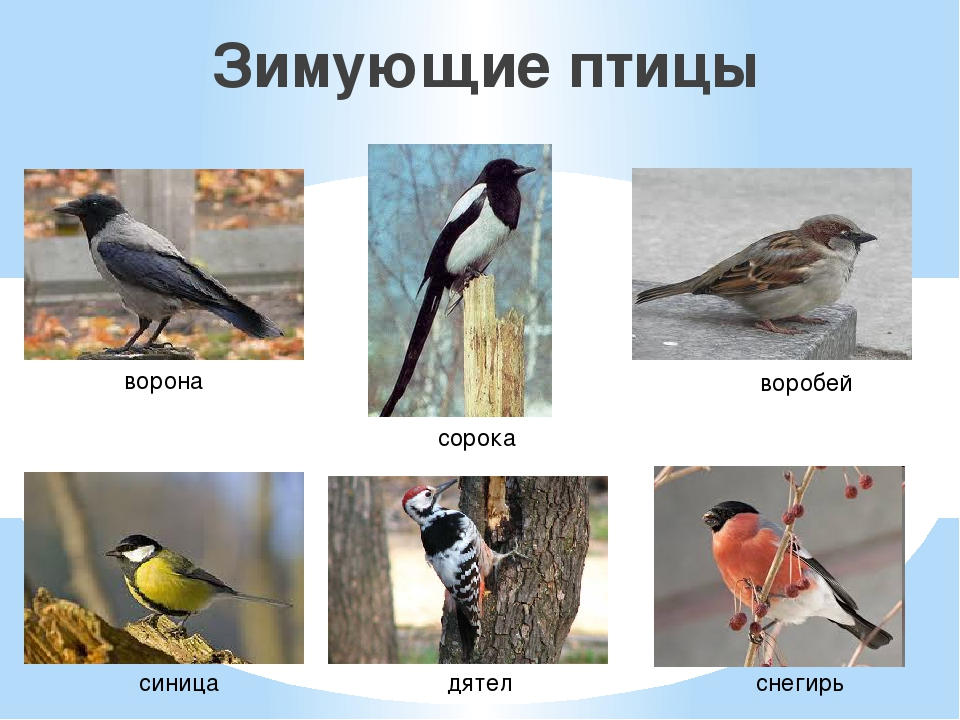 Зимующие птицы
ворона
сорока
воробей
синица
дятел
снегирь